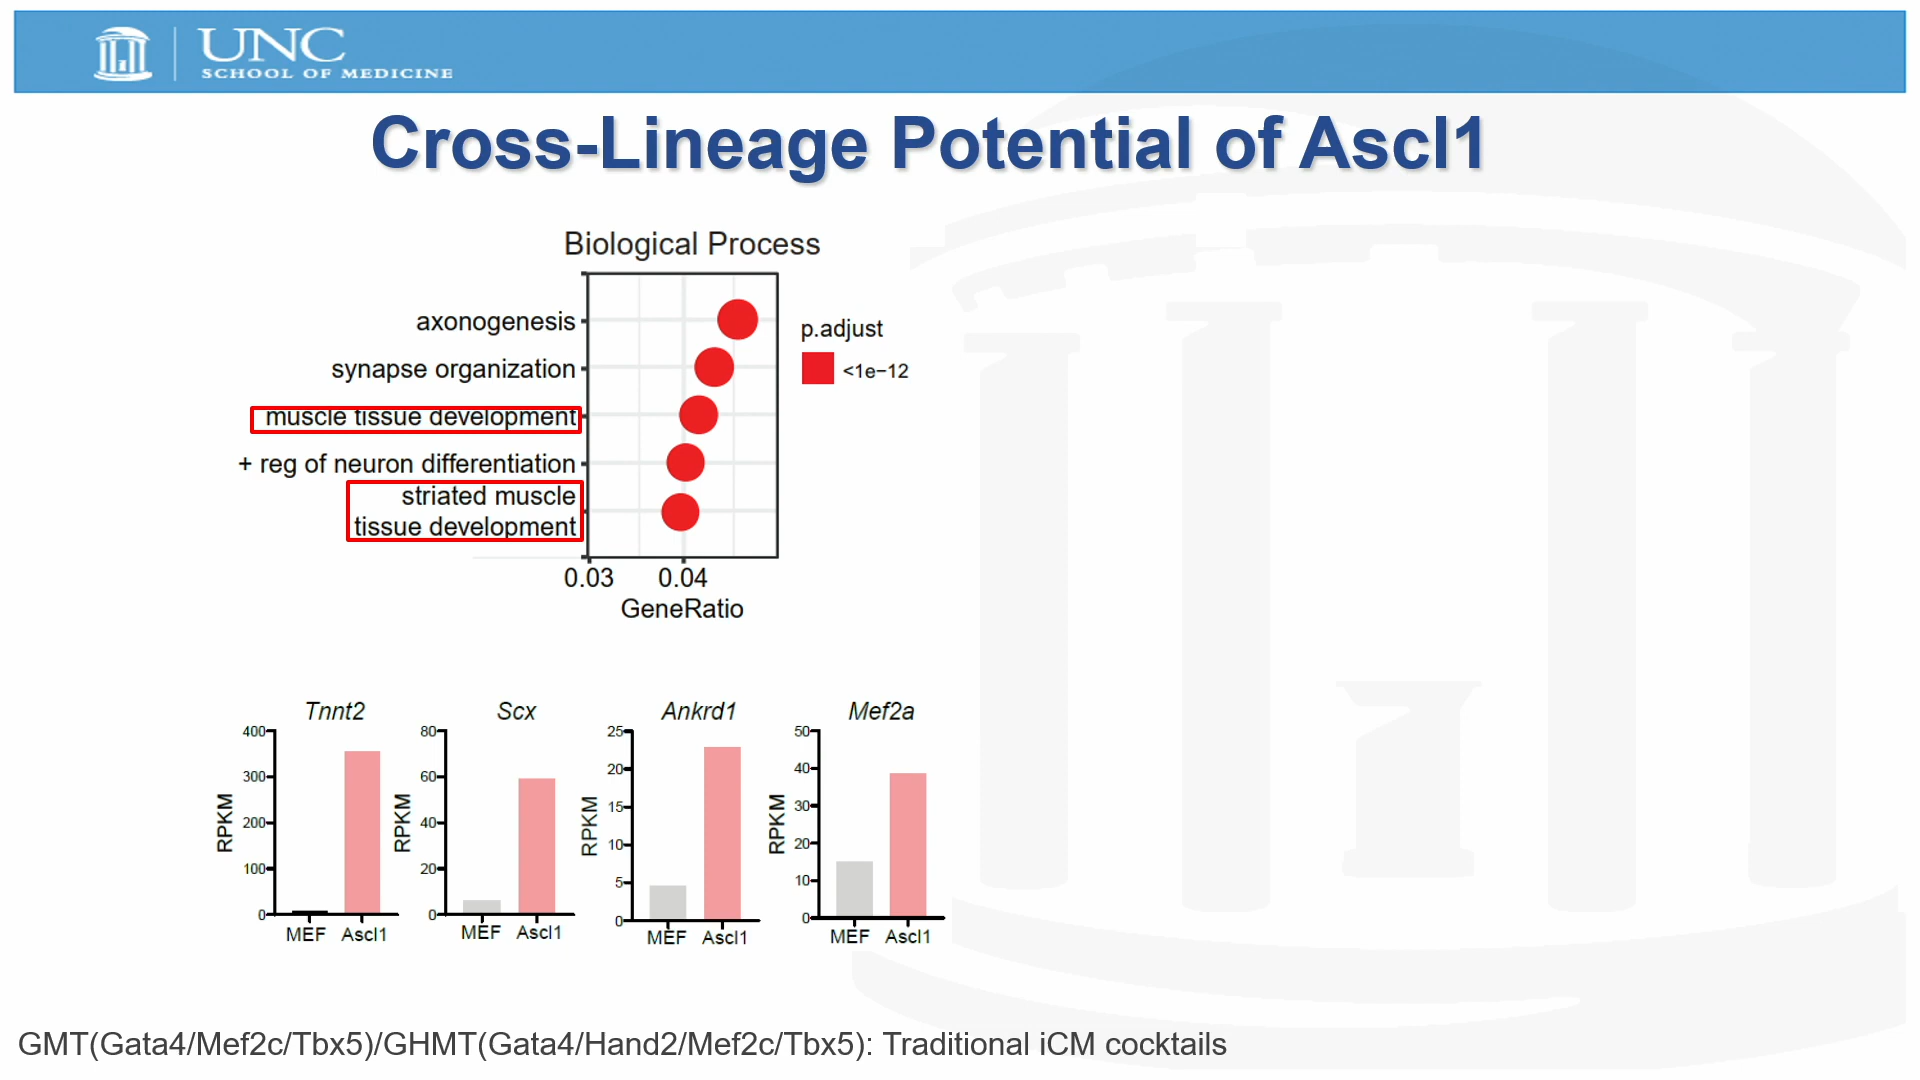 UNC
SCHOOL OF MEDICINE
Cross-Lineage Potential of Ascl1
Biological Process
axonogenesis
synapse organization
muscle tissue development
+ reg of neuron differentiation
striated muscle
tissue development
0.03 0.04
GeneRatio
p.adjust
<1e−12
Tnnt2
400
300
200
100
0
RPKM
MEF Ascl1
Scx
80
60
40
20
0
RPKM
MEF Ascl1
Ankrd1
25
20
15
10
5
0
RPKM
MEF Ascl1
Mef2a
50
40
30
20
10
0
RPKM
MEF Ascl1
GMT(Gata4/Mef2c/Tbx5)/GHMT(Gata4/Hand2/Mef2c/Tbx5): Traditional iCM cocktails